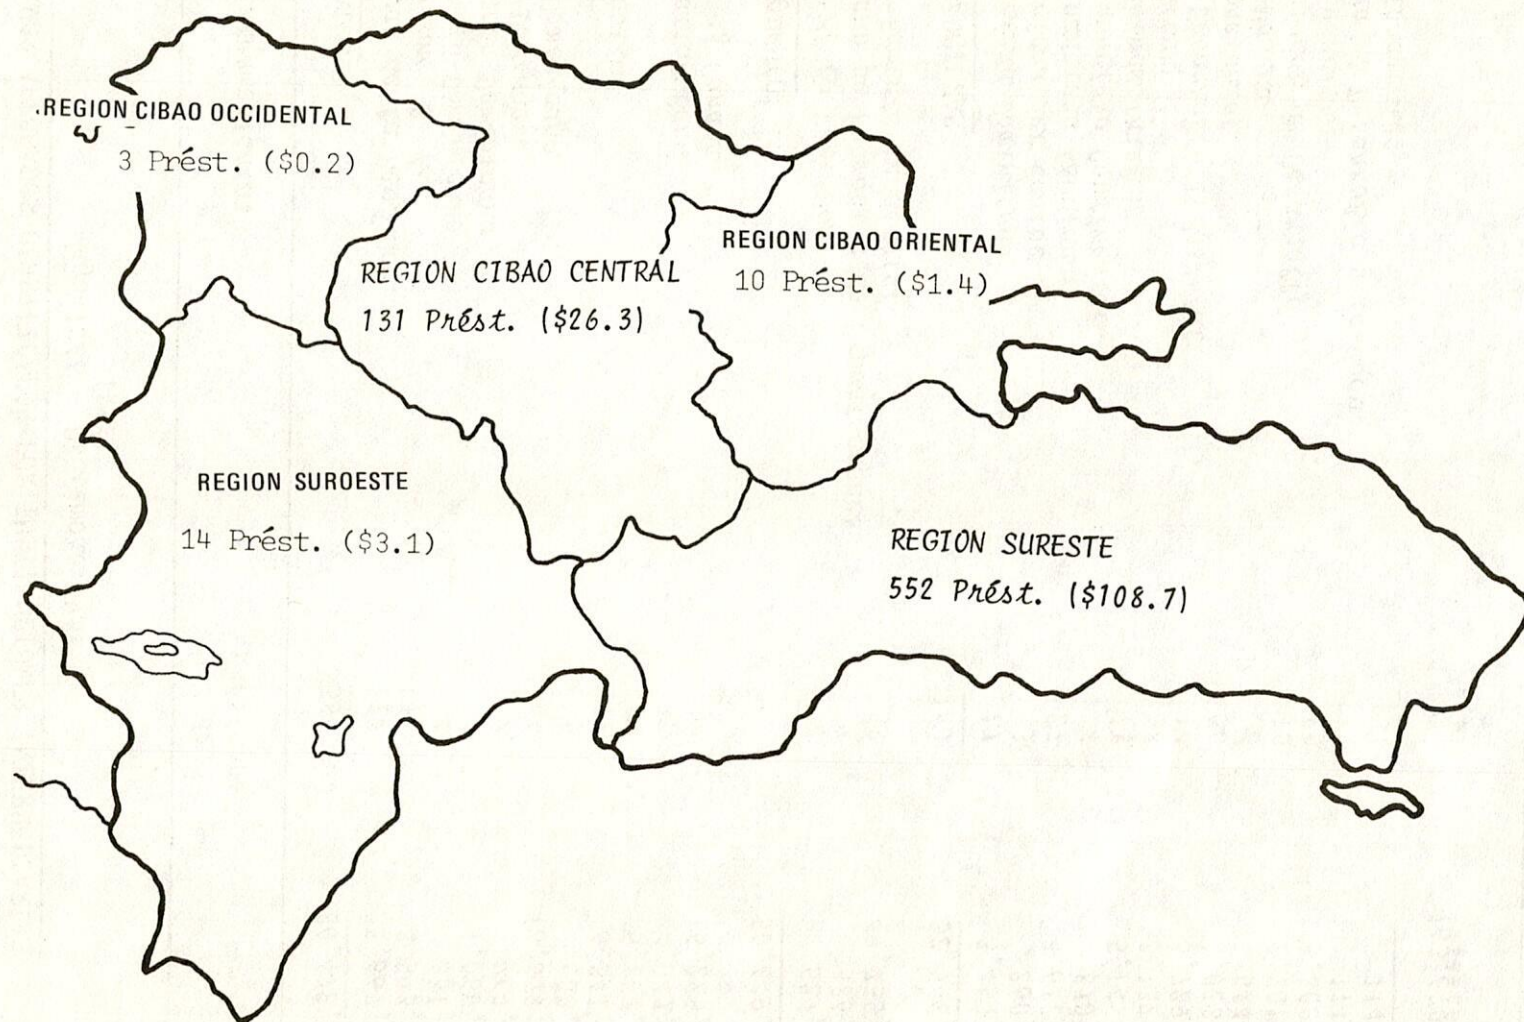 REGION CIBAO OCCIDENTAL
3 Prést. ($0.2)
REGION CIBAO ORIENTAL
10 Prést. ($1.4)
REGION CIBAO CENTRAL
131 Prést. ($26.3)
REGION SUROESTE
14 Prést. ($3.1)
REGION SURESTE
552 Prést. ($108.7)